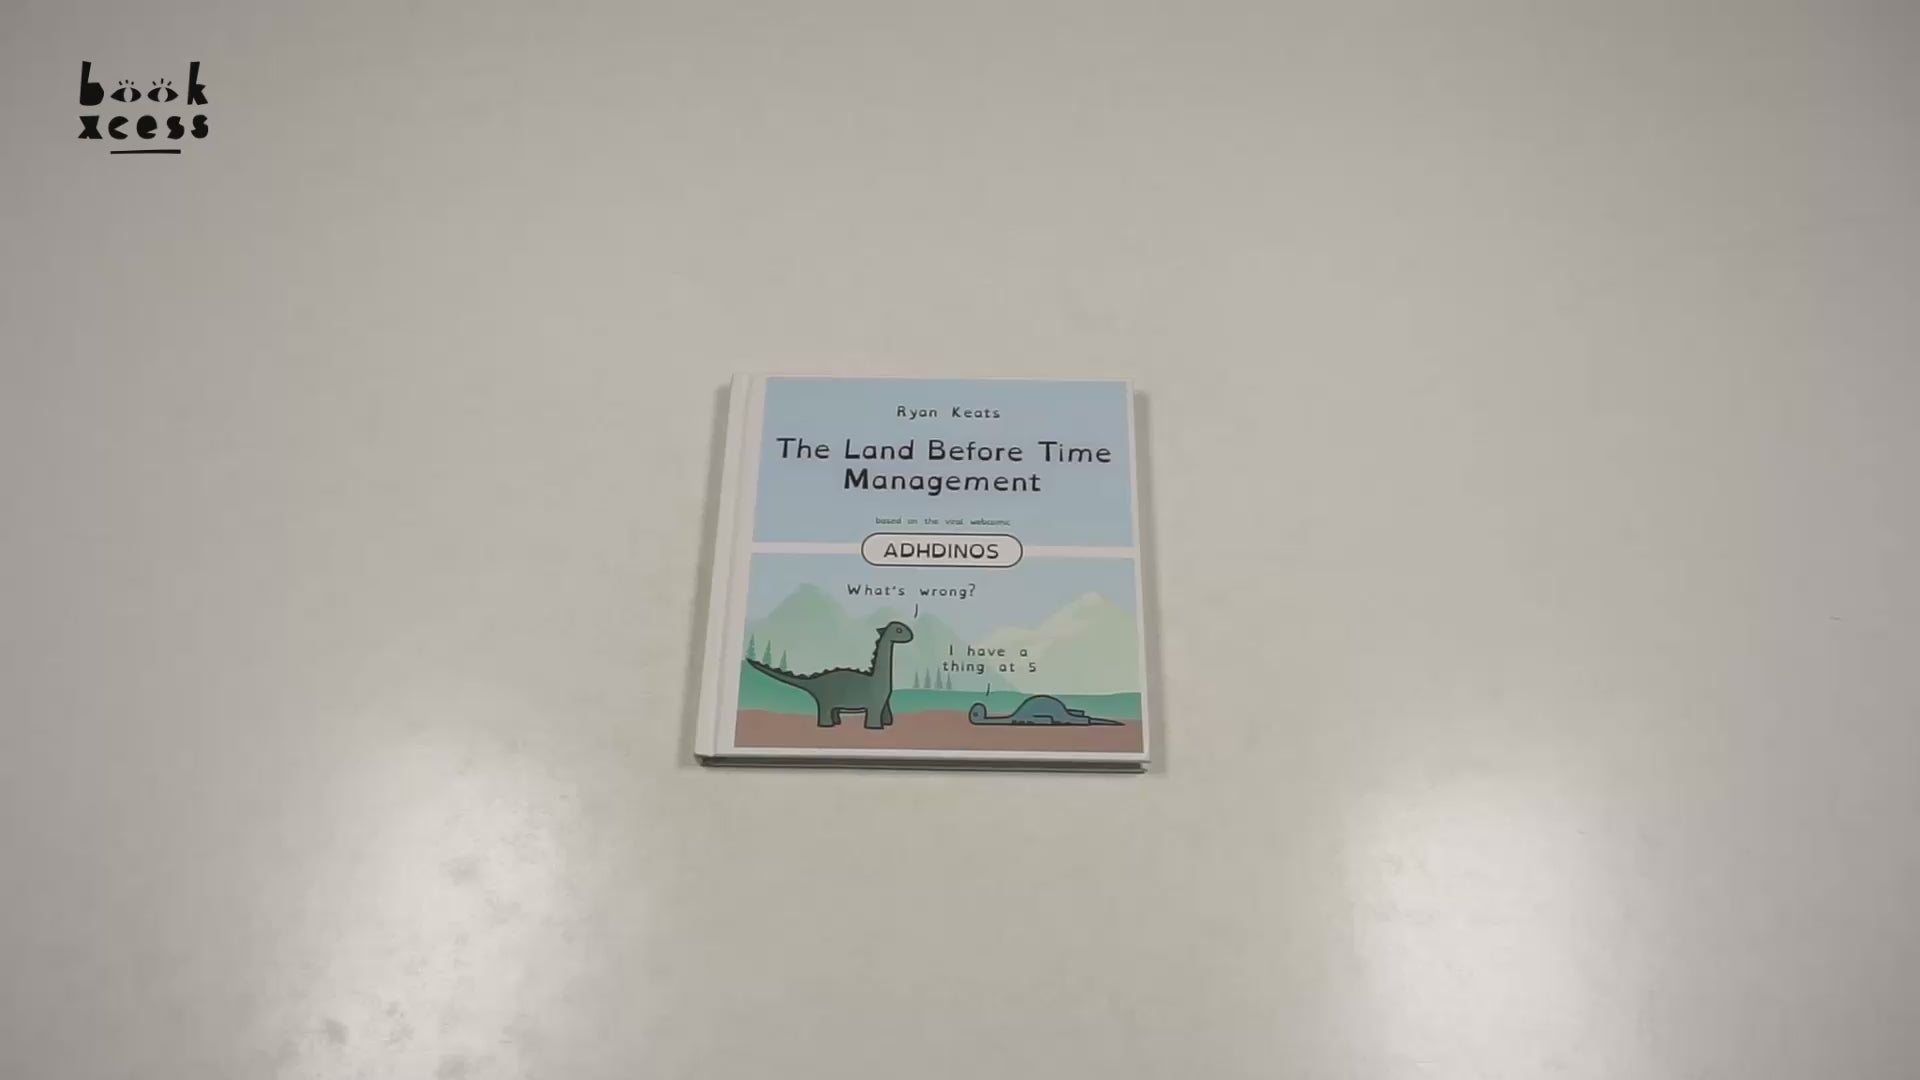 book
xcess
Ryan Keats
The Land Before Time
Management
based on the viral webcomic
ADHDINOS
What's wrong?
I have a
thing at 5